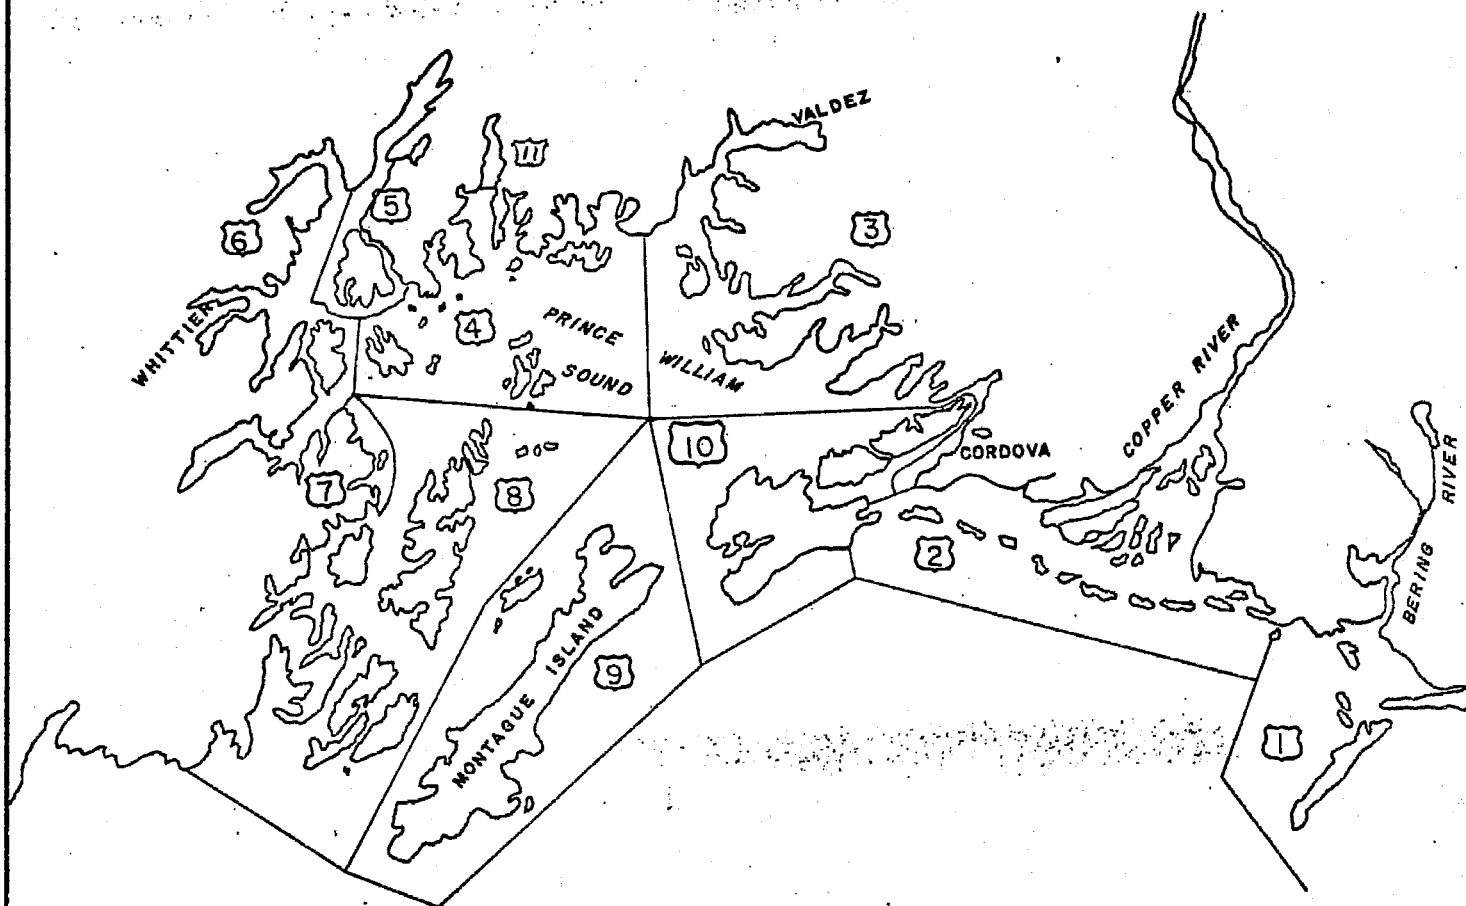 VALDEZ
11
5
3
6
PRINCE
4
WHITTIER
WILLIAM
SOUND
COPPER RIVER
10
CORDOVA
7
8
BERING RIVER
2
MONTAGUE ISLAND
9
1